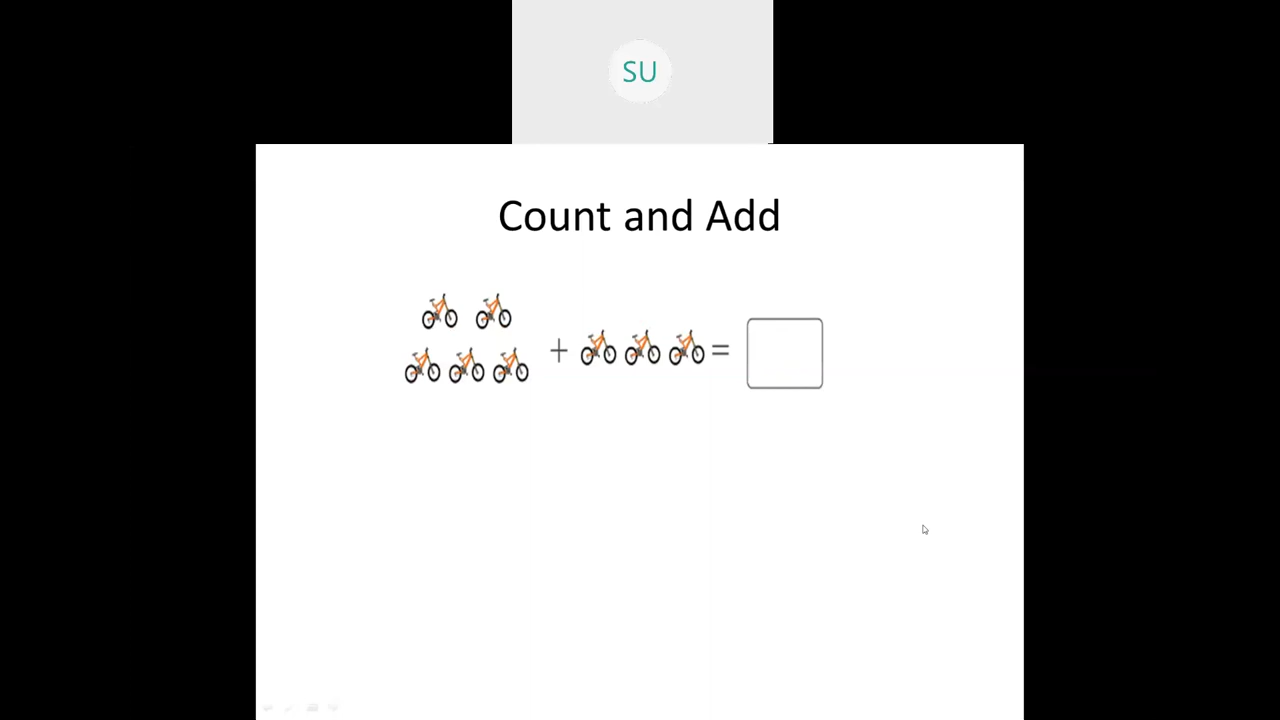 SU
Count and Add
+ =